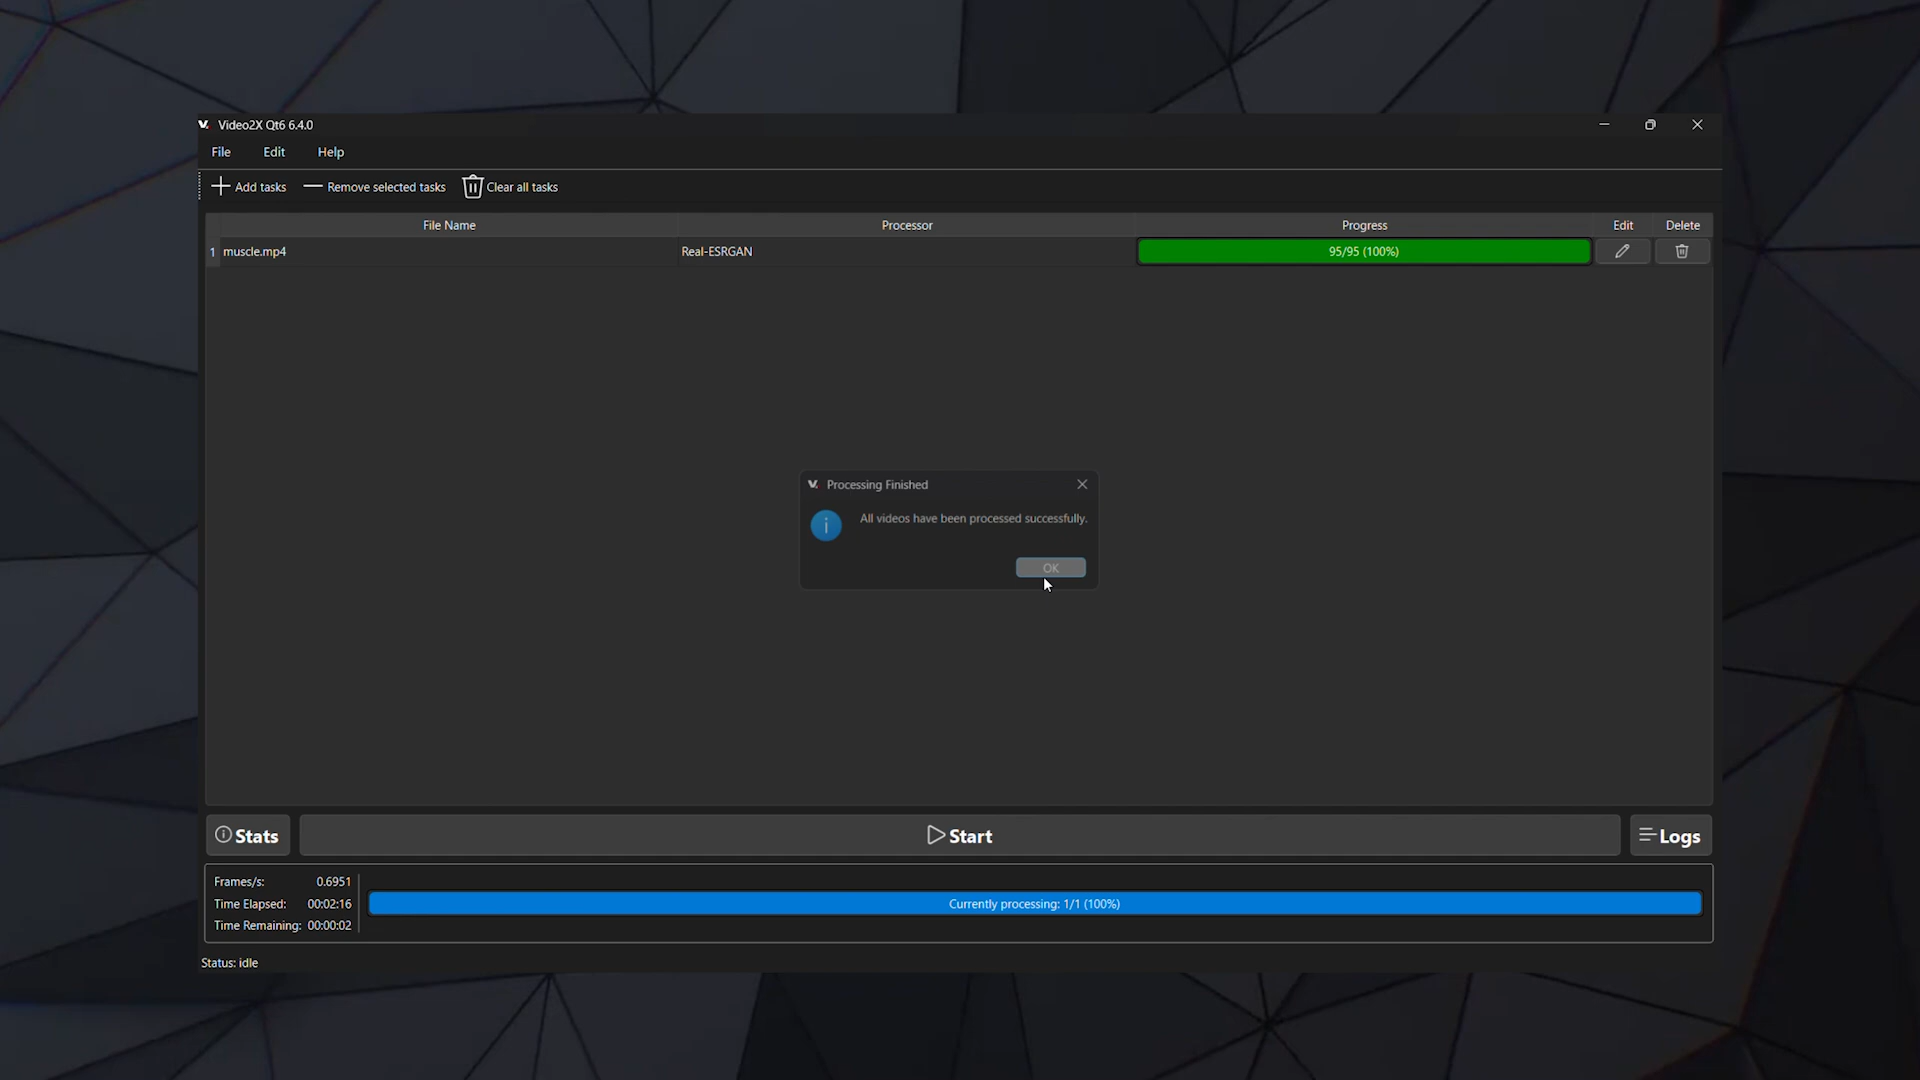 Video2X Qt6 6.4.0
File Edit Help
Add tasks Remove selected tasks Clear all tasks
File Name Processor Progress Edit Delete
1 muscle.mp4 Real-ESRGAN 95/95 (100%)
Processing Finished
All videos have been processed successfully.
OK
Stats Start Logs
Frames/s: 0.6951
Time Elapsed: 00:02:16
Time Remaining: 00:00:02
Currently processing: 1/1 (100%)
Status: idle